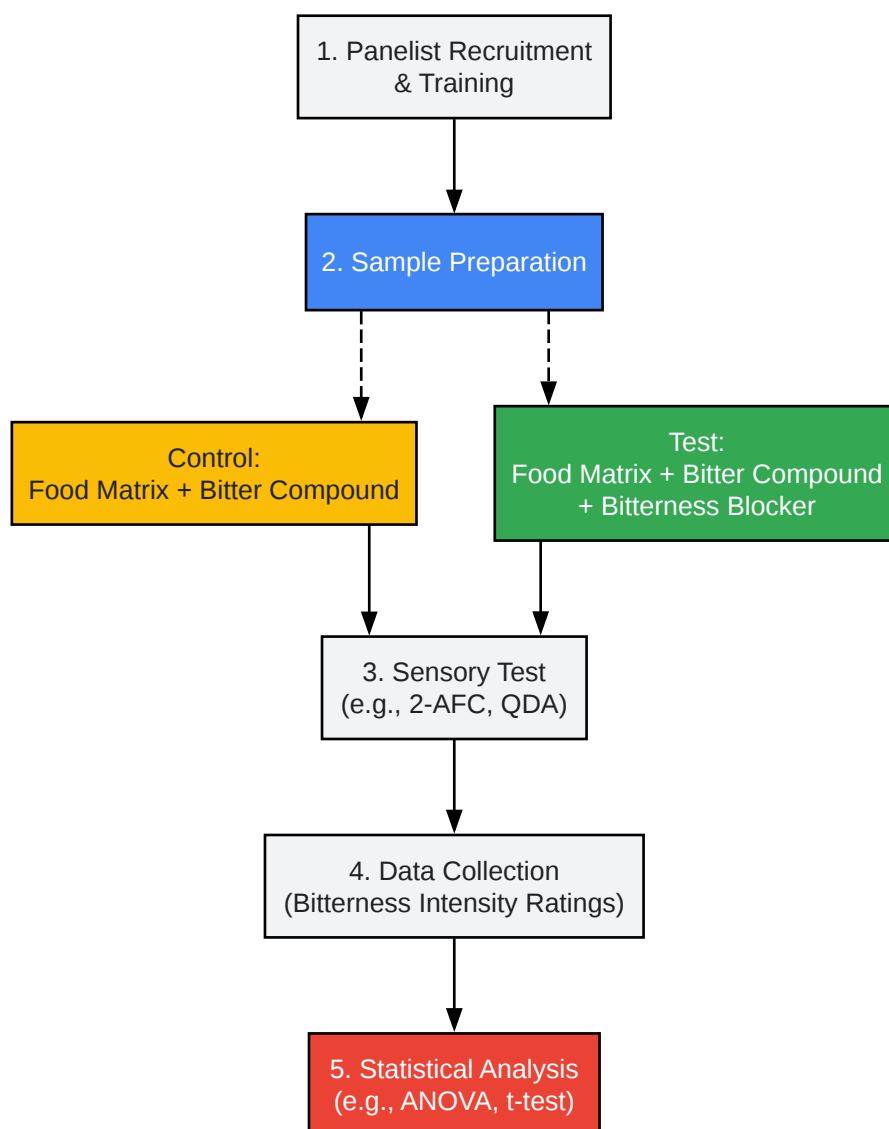 1. Panelist Recruitment
& Training
2. Sample Preparation
Control:
Food Matrix + Bitter Compound
Test:
Food Matrix + Bitter Compound
+ Bitterness Blocker
3. Sensory Test
(e.g., 2-AFC, QDA)
4. Data Collection
(Bitterness Intensity Ratings)
5. Statistical Analysis
(e.g., ANOVA, t-test)